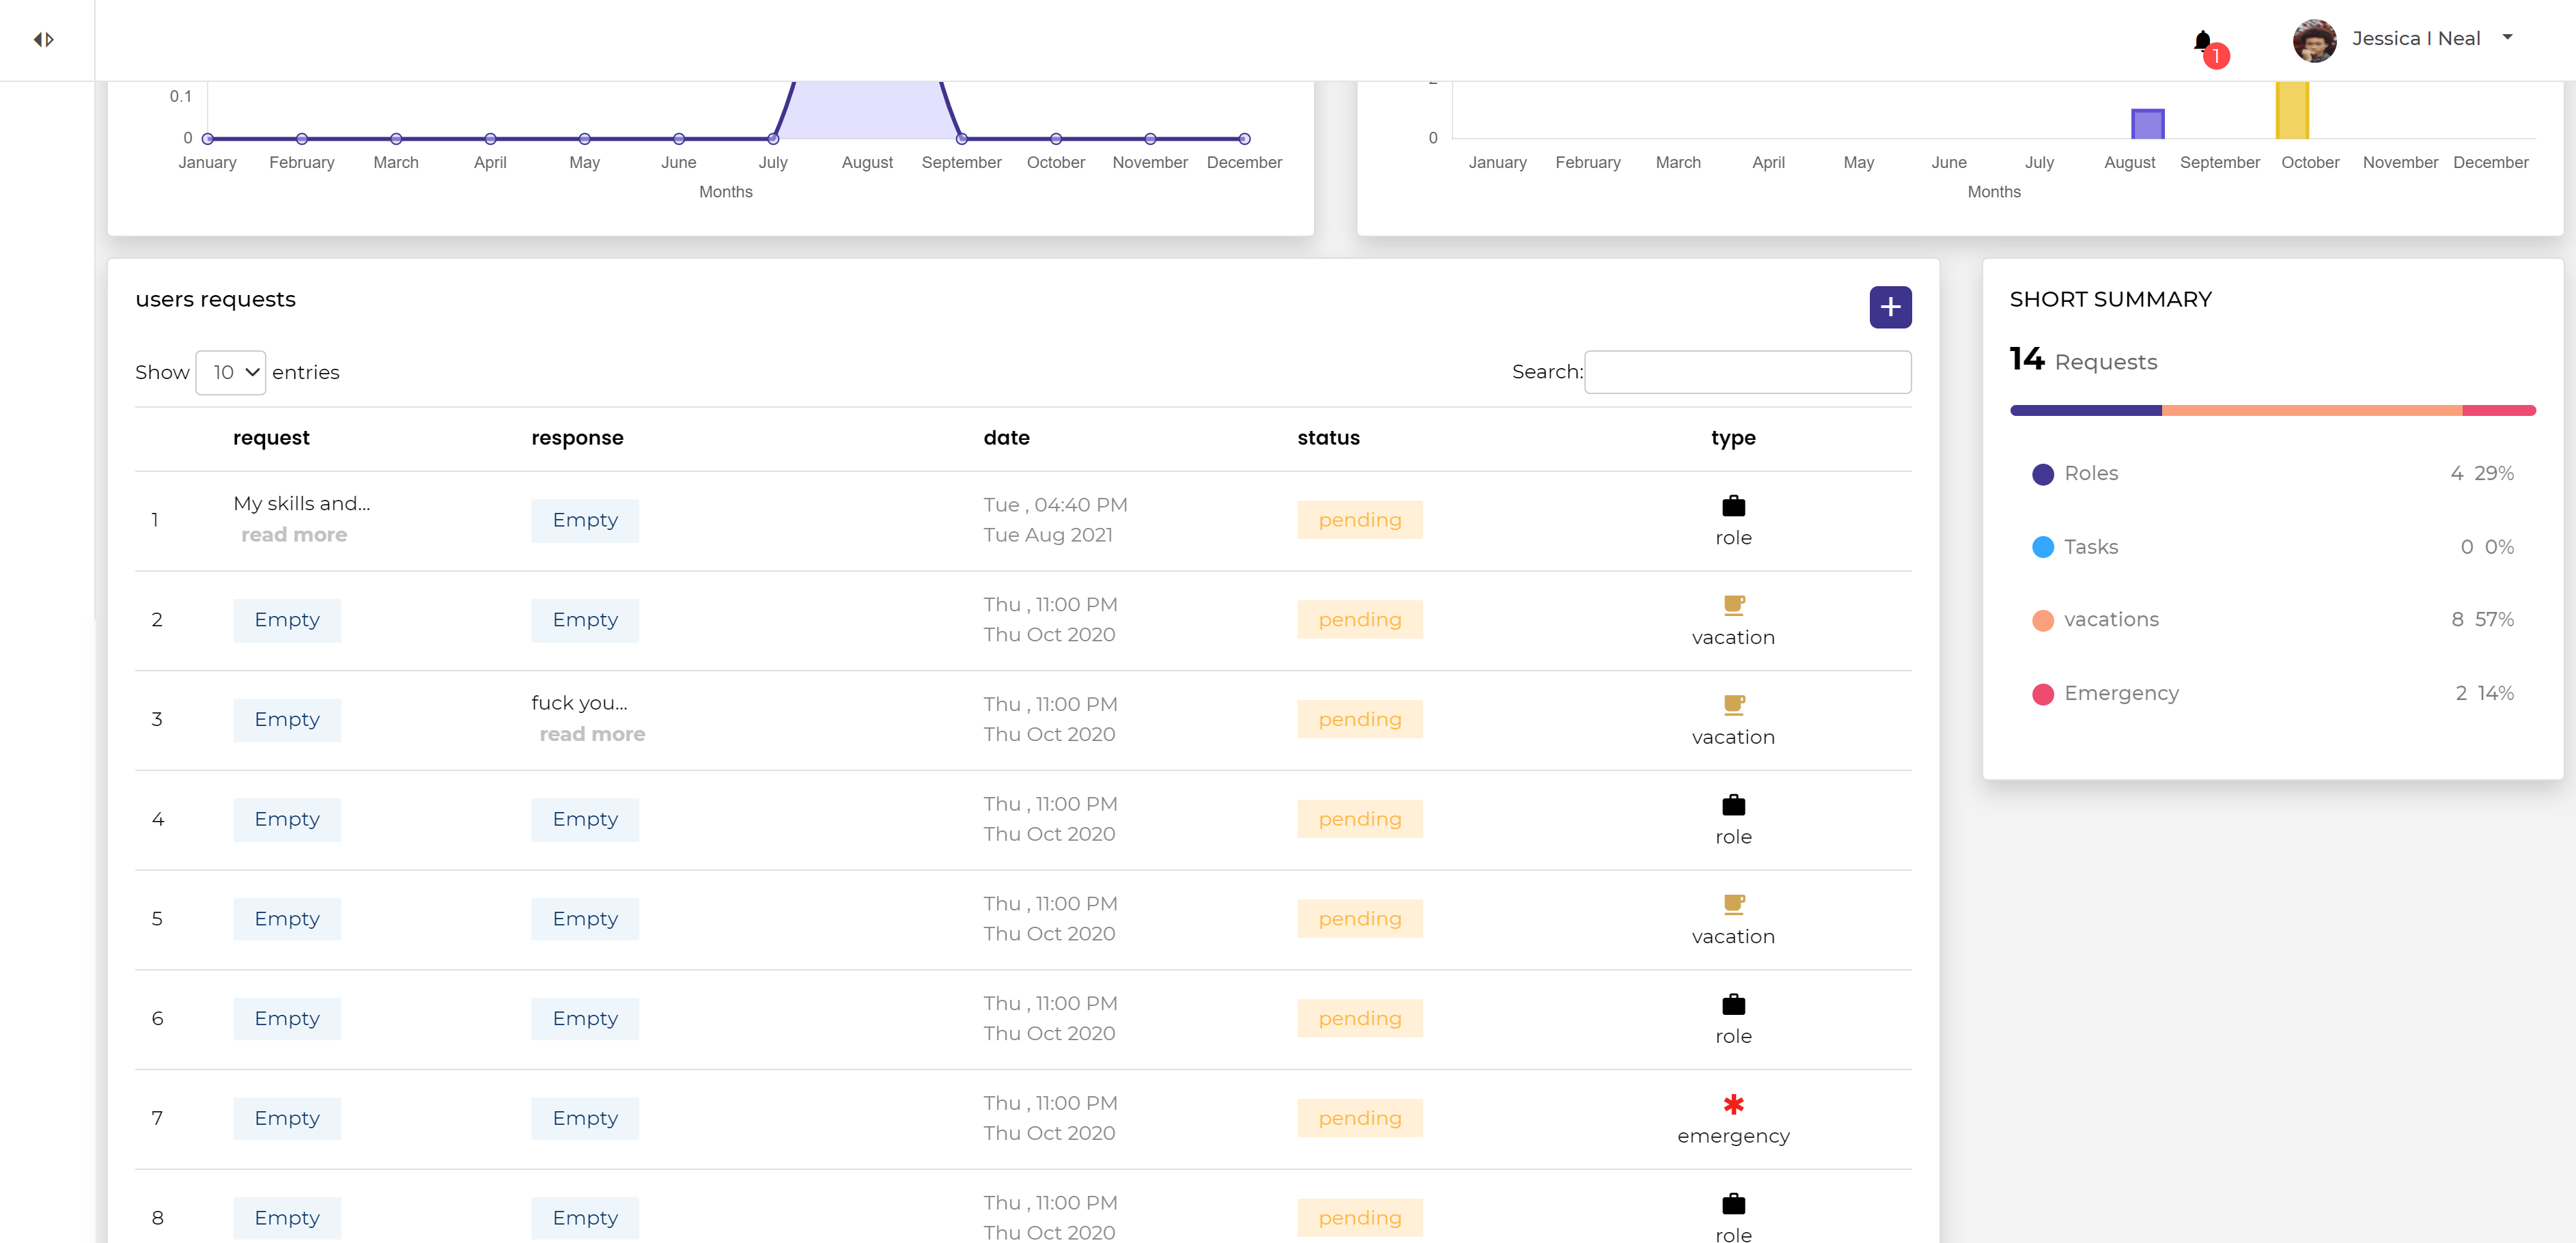 1
Jessica I Neal
0.1
0
January February March April May June July August September October November December
Months
0
January February March April May June July August September October November December
Months
users requests
+
Show 10 entries
Search:
request response date status type
1 My skills and... Empty Tue , 04:40 PM pending role
read more Tue Aug 2021
2 Empty Empty Thu , 11:00 PM pending vacation
Thu Oct 2020
3 Empty fuck you... Thu , 11:00 PM pending vacation
read more Thu Oct 2020
4 Empty Empty Thu , 11:00 PM pending role
Thu Oct 2020
5 Empty Empty Thu , 11:00 PM pending vacation
Thu Oct 2020
6 Empty Empty Thu , 11:00 PM pending role
Thu Oct 2020
7 Empty Empty Thu , 11:00 PM pending emergency
Thu Oct 2020
8 Empty Empty Thu , 11:00 PM pending role
Thu Oct 2020
SHORT SUMMARY
14 Requests
Roles 4 29%
Tasks 0 0%
vacations 8 57%
Emergency 2 14%